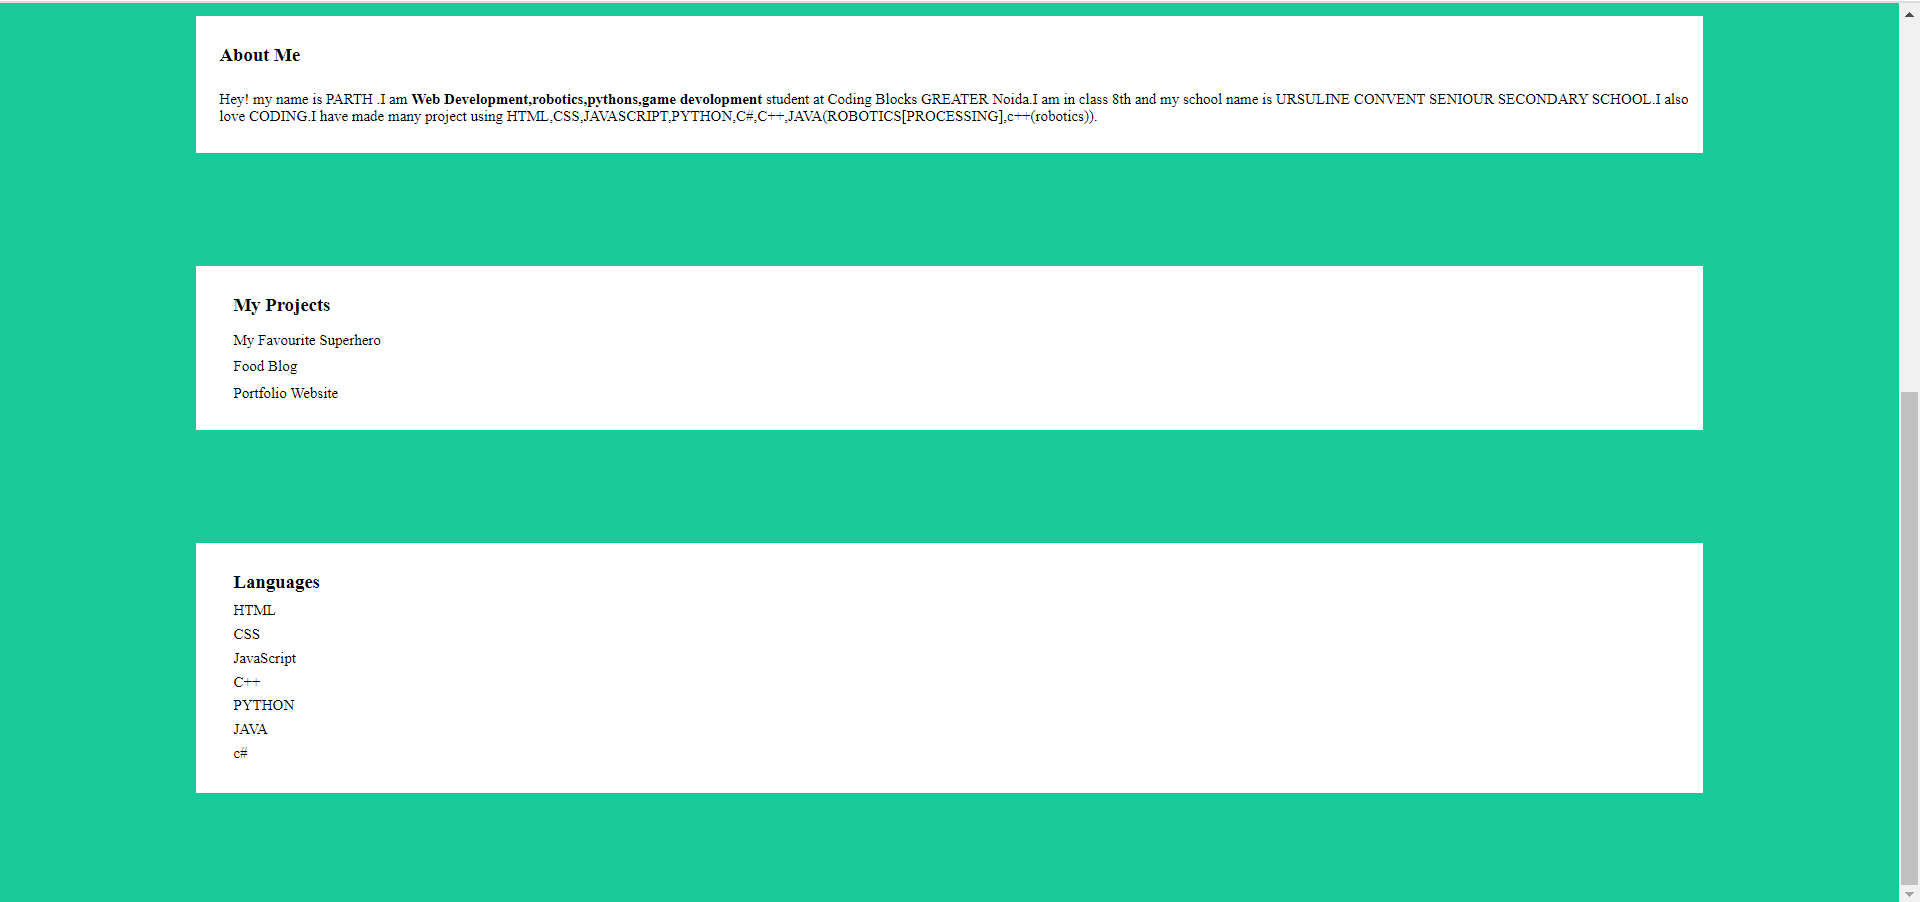 About Me
Hey! my name is PARTH .I am Web Development,robotics,pythons,game devolopment student at Coding Blocks GREATER Noida.I am in class 8th and my school name is URSULINE CONVENT SENIOUR SECONDARY SCHOOL.I also
love CODING.I have made many project using HTML,CSS,JAVASCRIPT,PYTHON,C#,C++,JAVA(ROBOTICS[PROCESSING],c++(robotics)).
My Projects
My Favourite Superhero
Food Blog
Portfolio Website
Languages
HTML
CSS
JavaScript
C++
PYTHON
JAVA
c#